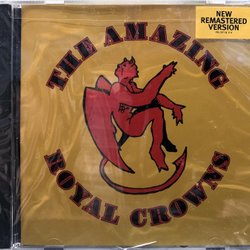 NEW
REMASTERED
VERSION
THE AMAZING
ROYAL CROWNS